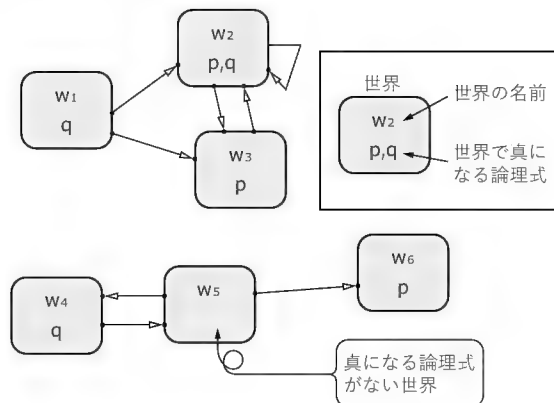 w1
q
w2
p,q
w3
p
世界
w2
p,q
世界の名前
世界で真に
なる論理式
w4
q
w5
w6
p
真になる論理式
がない世界